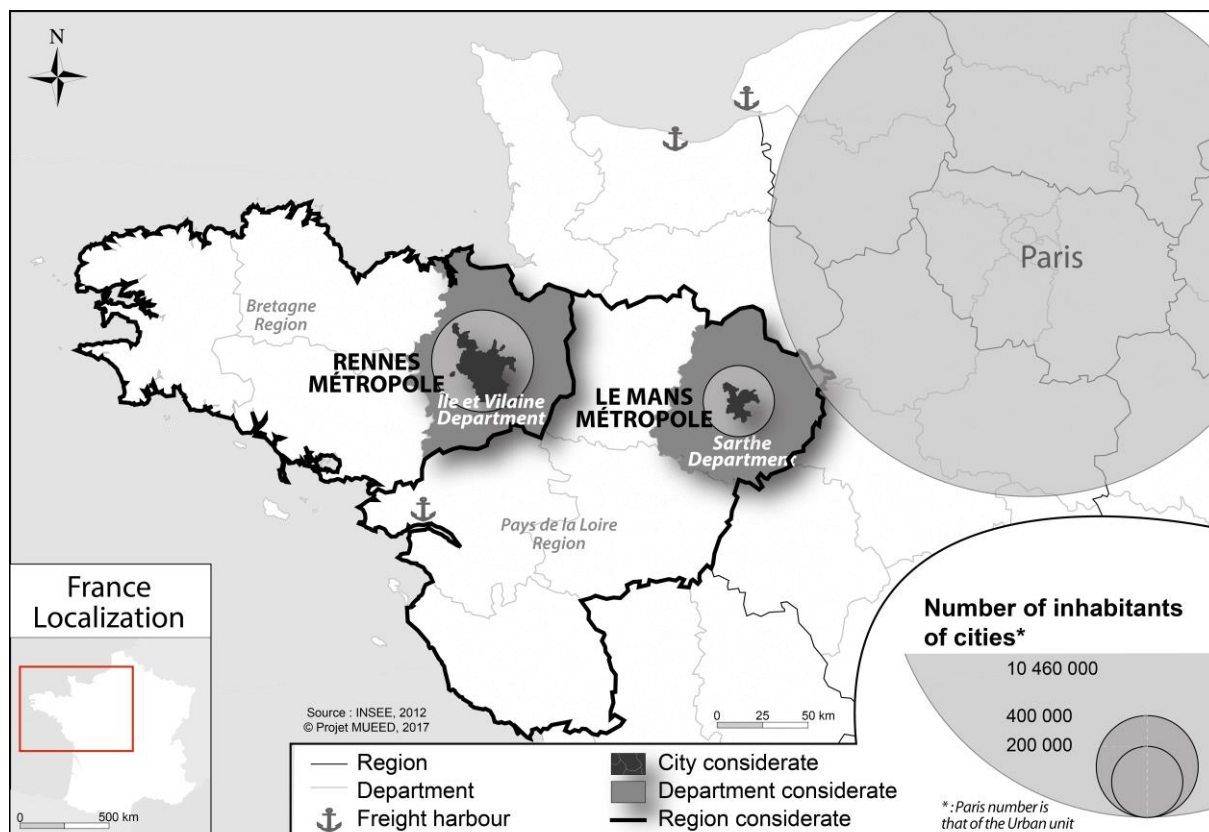 N
Paris
Bretagne
Region
RENNES
MÉTROPOLE
Île et Vilaine
Department
LE MANS
MÉTROPOLE
Sarthe
Department
Pays de la Loire
Region
France
Localization
0 500 km
Source : INSEE, 2012
© Projet MUEED, 2017
0 25 50 km
Number of inhabitants
of cities*
10 460 000
400 000
200 000
* : Paris number is
that of the Urban unit
Region
Department
Freight harbour
City considerate
Department considerate
Region considerate